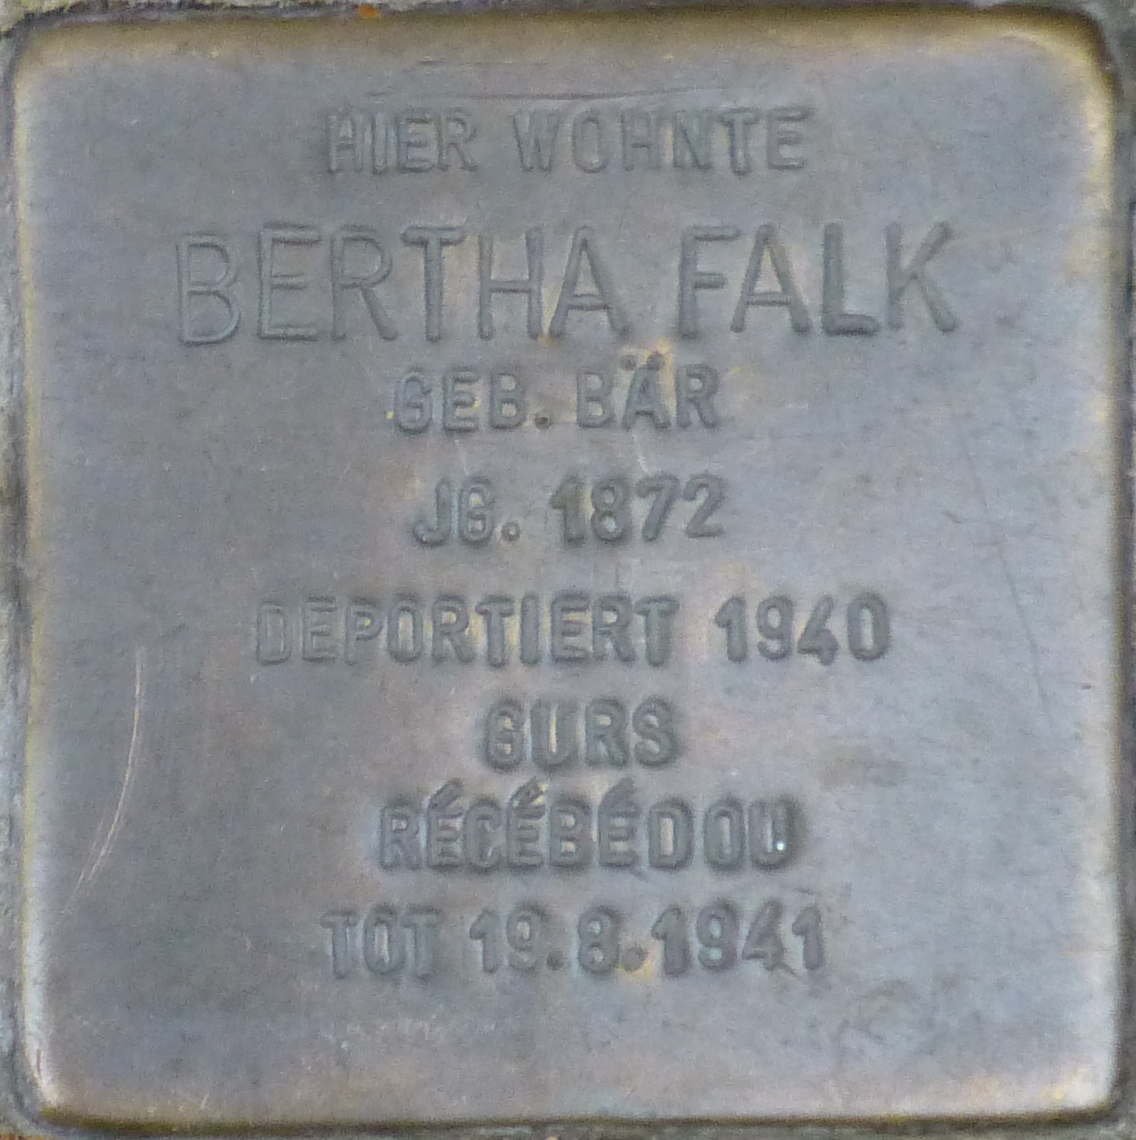 HIER WOHNTE
BERTHA FALK
GEB. BÄR
JG. 1872
DEPORTIERT 1940
GURS
RÉCÉBÉDOU
TOT 19.8.1941